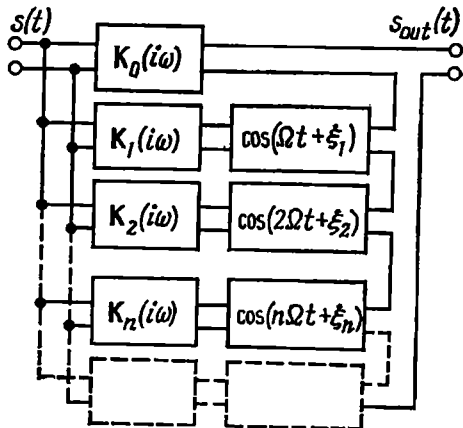 s(t) s_out(t)
K_0(iω)
K_1(iω) cos(Ωt+ξ_1)
K_2(iω) cos(2Ωt+ξ_2)
K_n(iω) cos(nΩt+ξ_n)